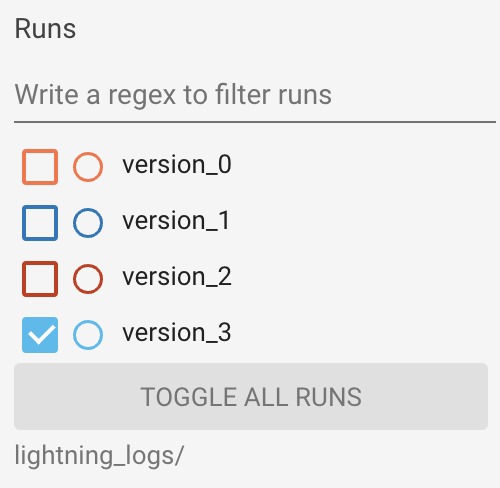 Runs
Write a regex to filter runs
version_0
version_1
version_2
version_3
TOGGLE ALL RUNS
lightning_logs/